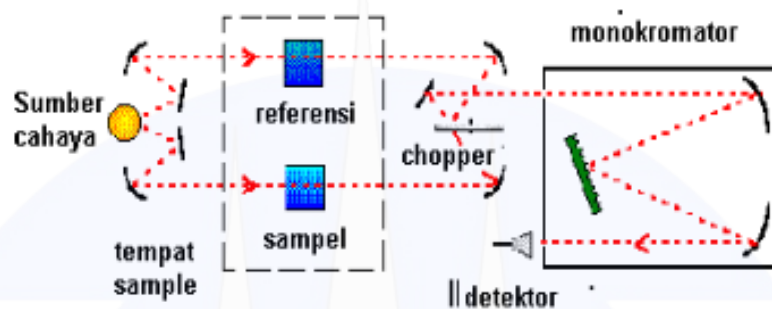 monokromator
Sumber
cahaya
referensi
chopper
sampel
tempat
sample
detektor